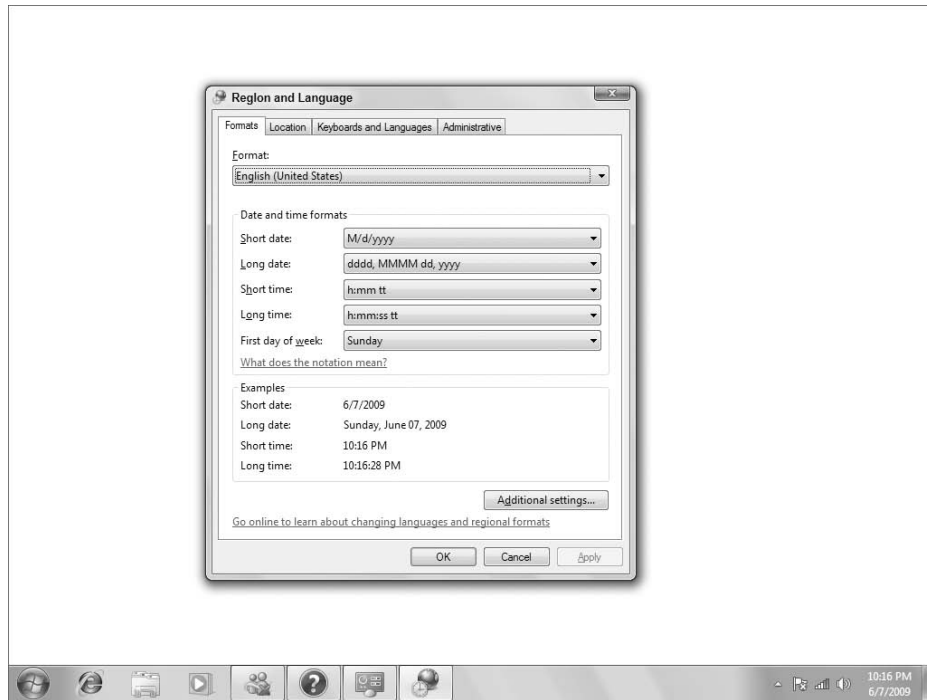 Region and Language
Formats Location Keyboards and Languages Administrative
Format:
English (United States)
Date and time formats
Short date: M/d/yyyy
Long date: dddd, MMMM dd, yyyy
Short time: h:mm tt
Long time: h:mm:ss tt
First day of week: Sunday
What does the notation mean?
Examples
Short date: 6/7/2009
Long date: Sunday, June 07, 2009
Short time: 10:16 PM
Long time: 10:16:28 PM
Additional settings...
Go online to learn about changing languages and regional formats
OK Cancel Apply
10:16 PM
6/7/2009